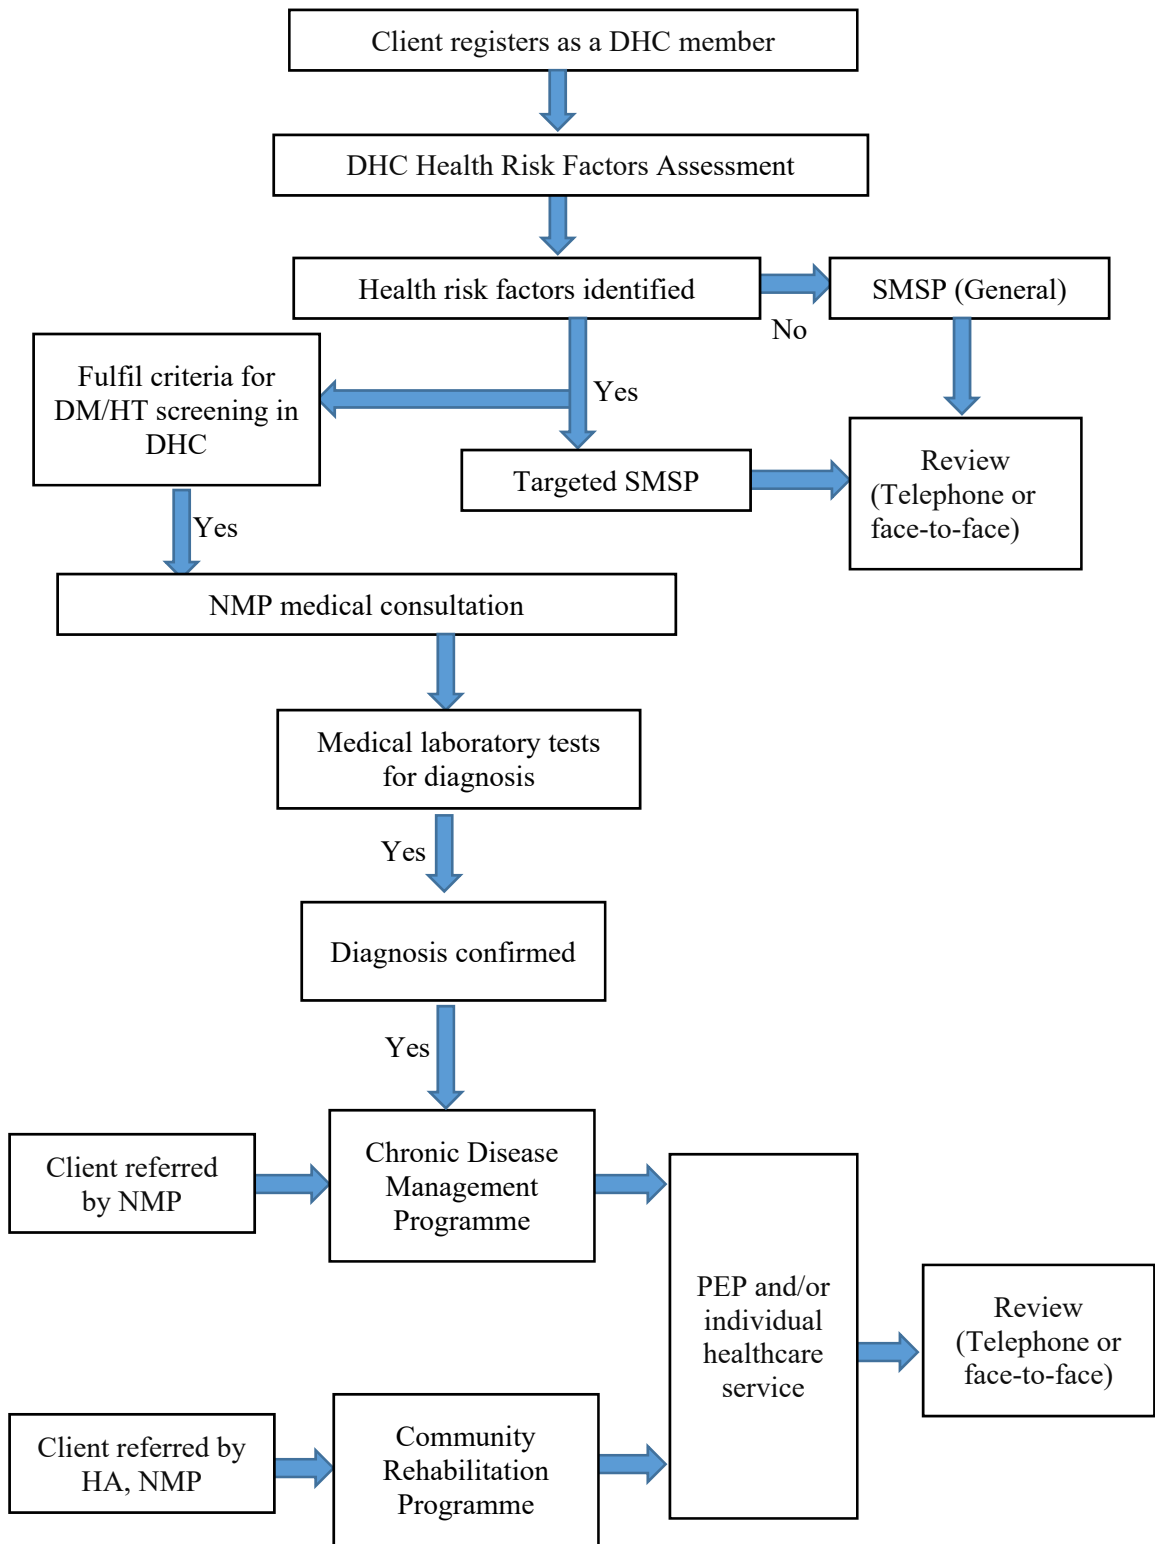 Client registers as a DHC member
DHC Health Risk Factors Assessment
Health risk factors identified
SMSP (General)
No
Fulfil criteria for
DM/HT screening in
DHC
Yes
Targeted SMSP
Review
(Telephone or
face-to-face)
Yes
NMP medical consultation
Medical laboratory tests
for diagnosis
Yes
Diagnosis confirmed
Yes
Client referred
by NMP
Chronic Disease
Management
Programme
PEP and/or
individual
healthcare
service
Review
(Telephone or
face-to-face)
Client referred by
HA, NMP
Community
Rehabilitation
Programme